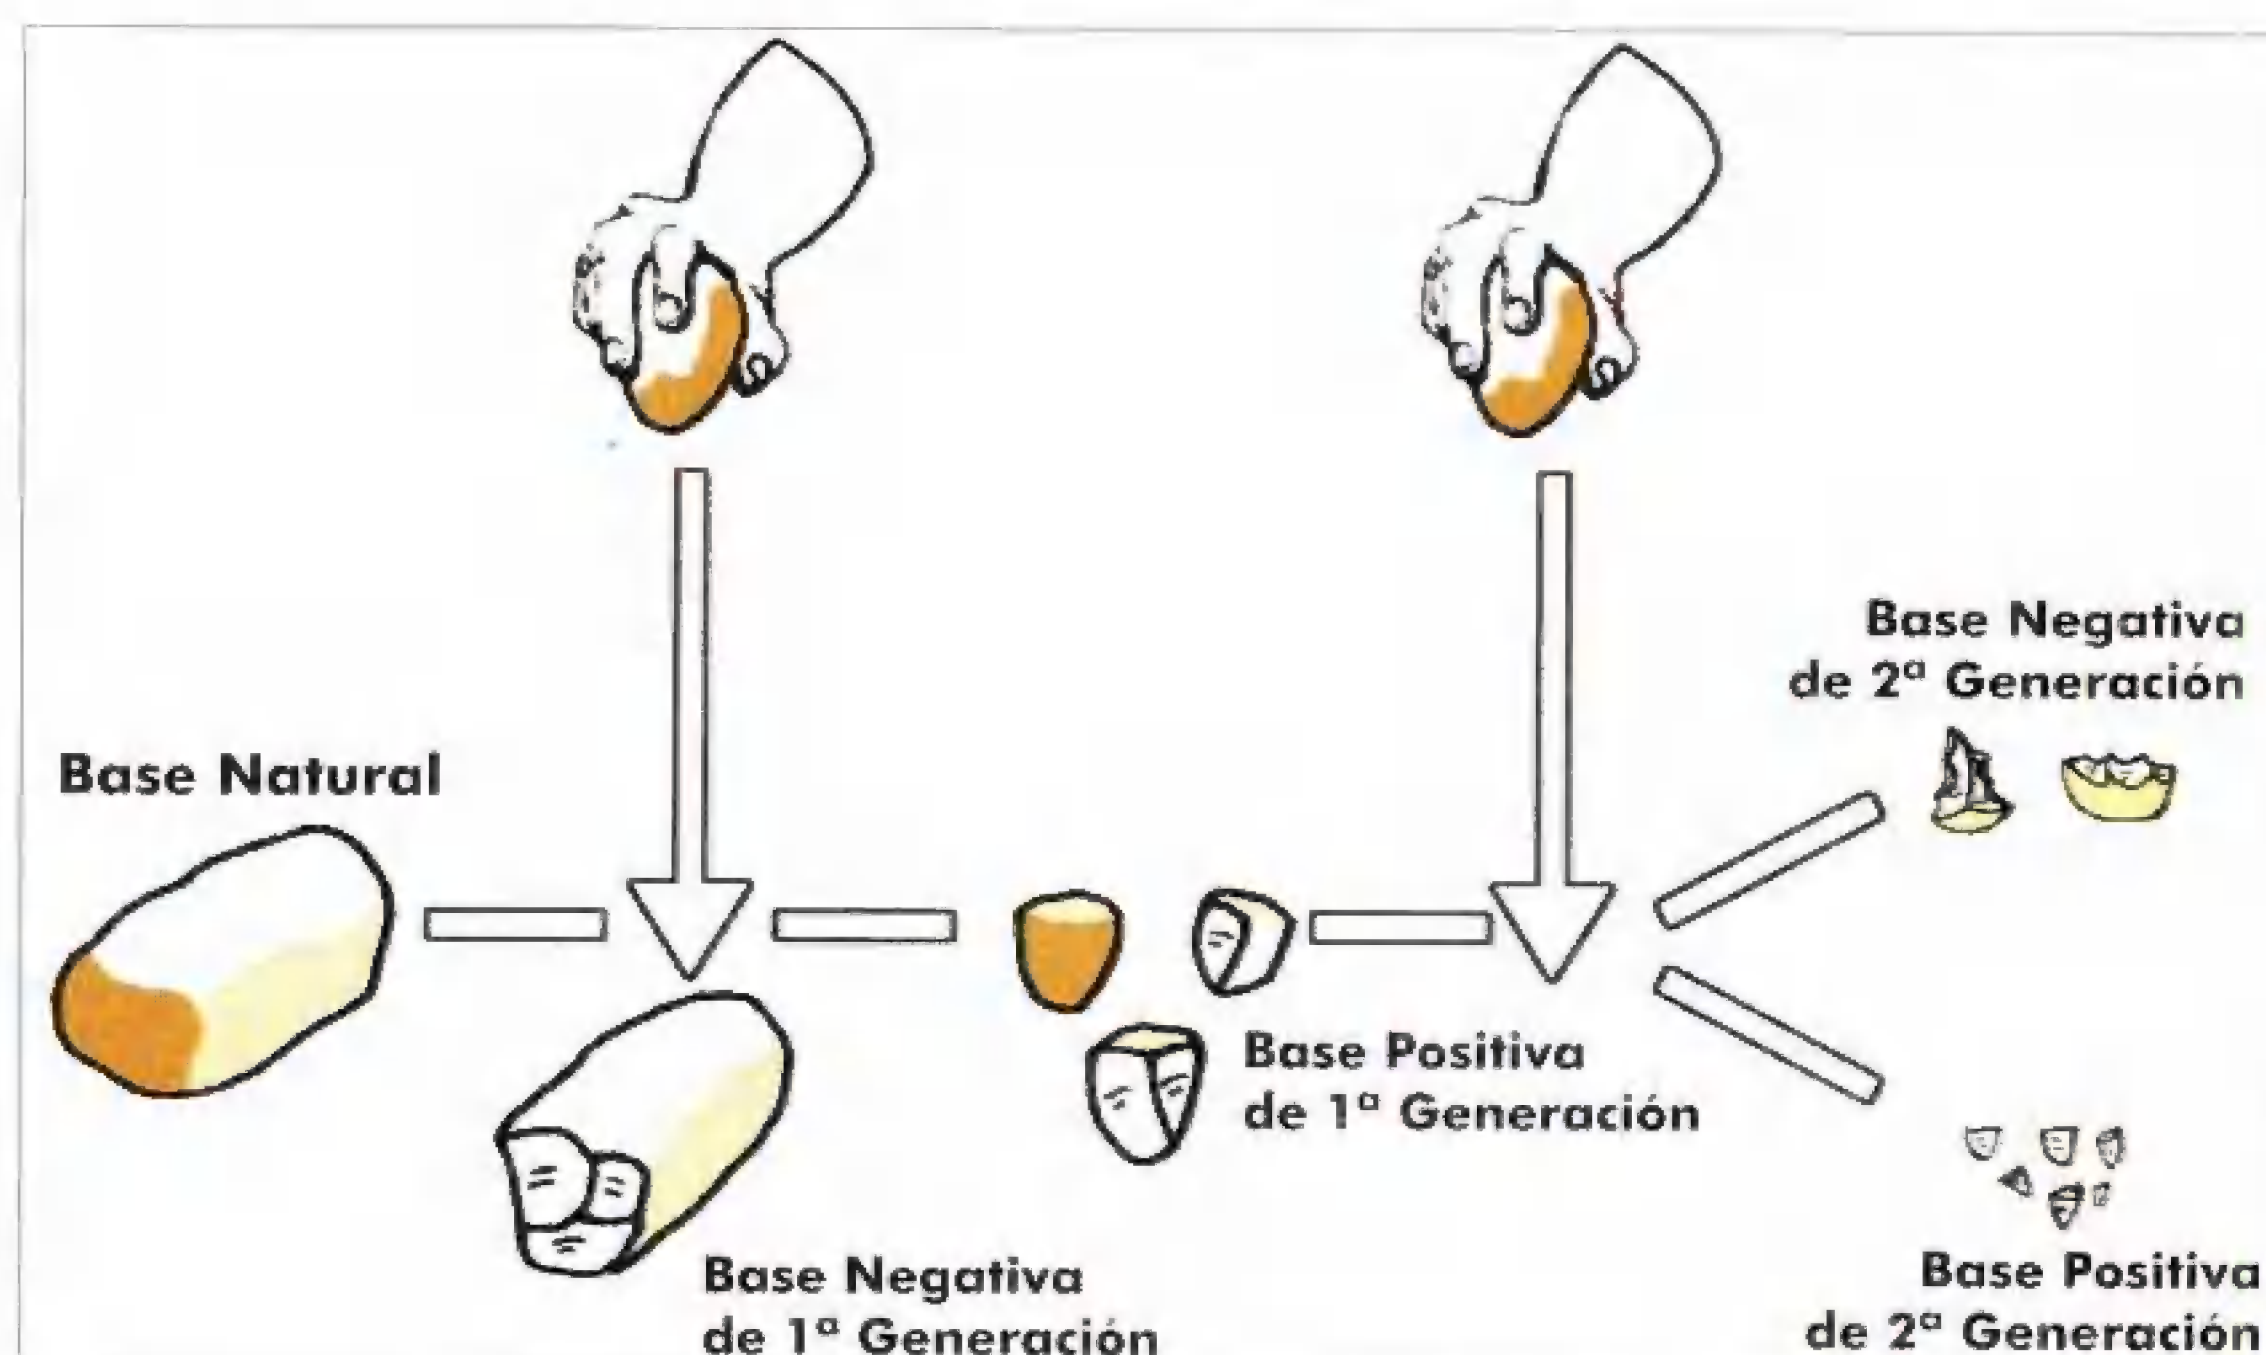 Base Natural
Base Negativa
de 1ª Generación
Base Positiva
de 1ª Generación
Base Negativa
de 2ª Generación
Base Positiva
de 2ª Generación